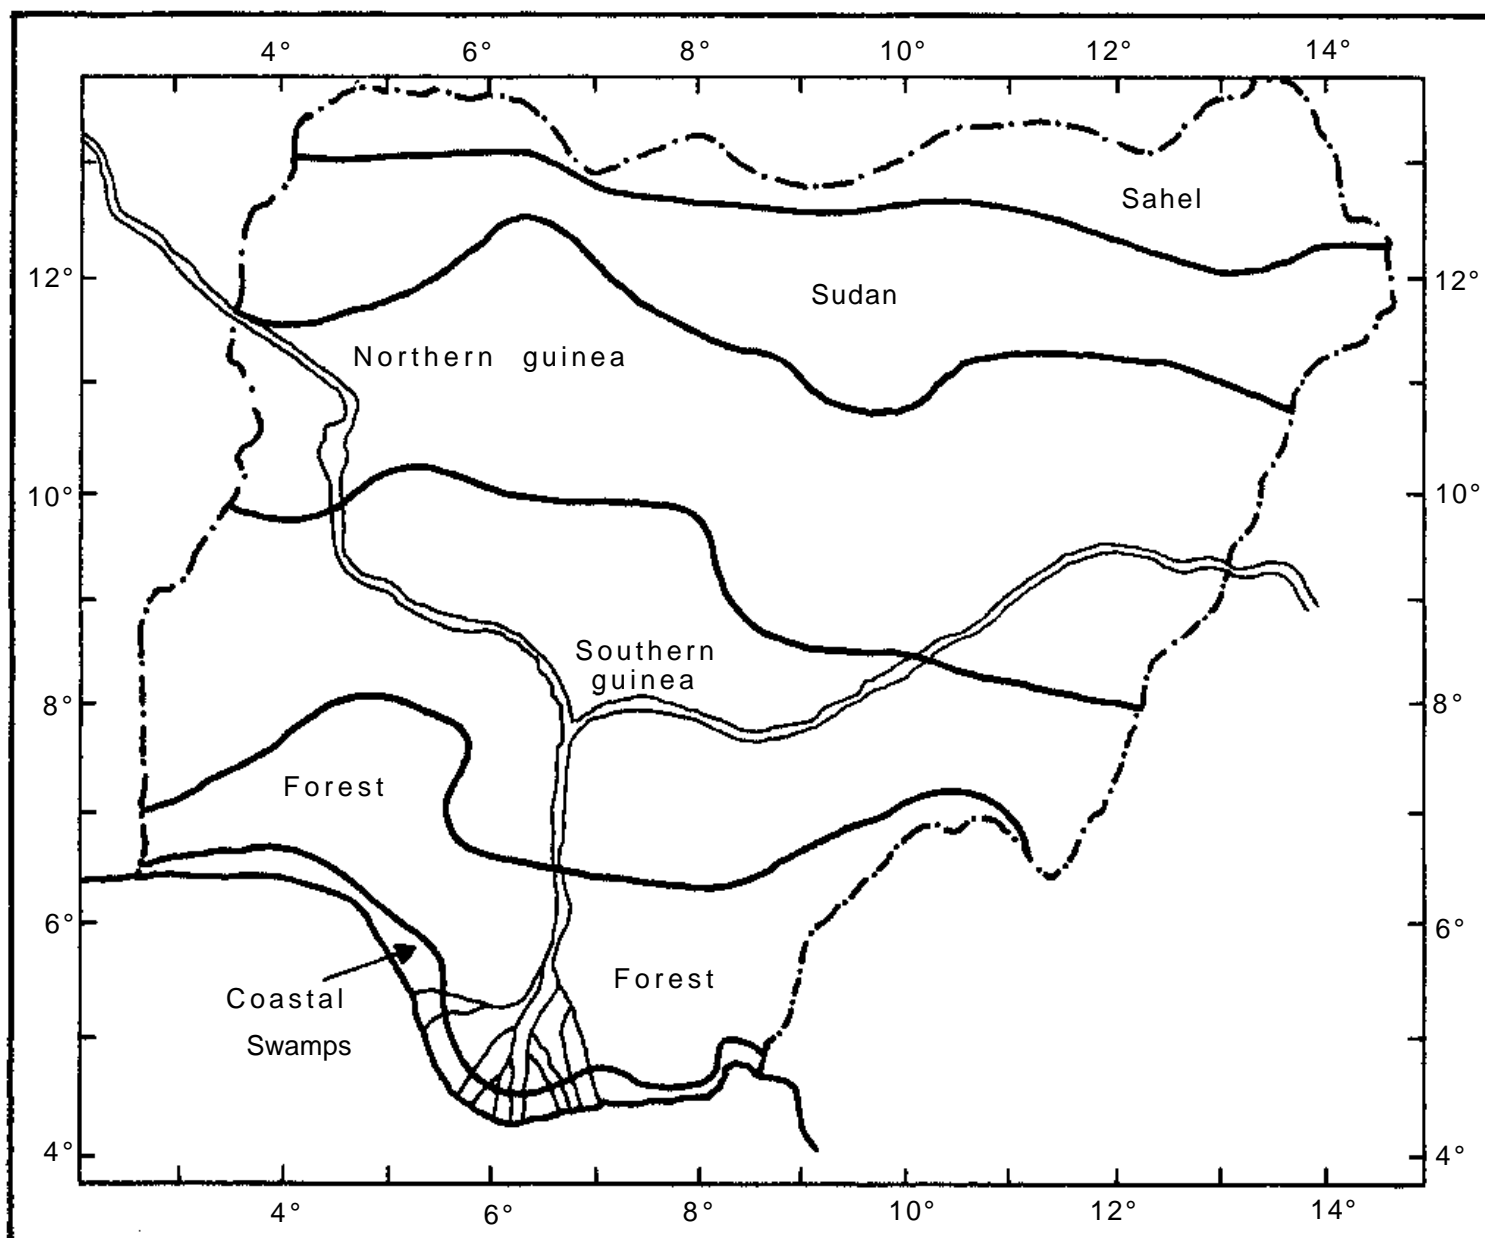 4° 6° 8° 10° 12° 14°
Sahel
12° 12°
Sudan
Northern guinea
10° 10°
Southern
guinea
8° 8°
Forest
6° 6°
Forest
Coastal
Swamps
4° 4°
4° 6° 8° 10° 12° 14°